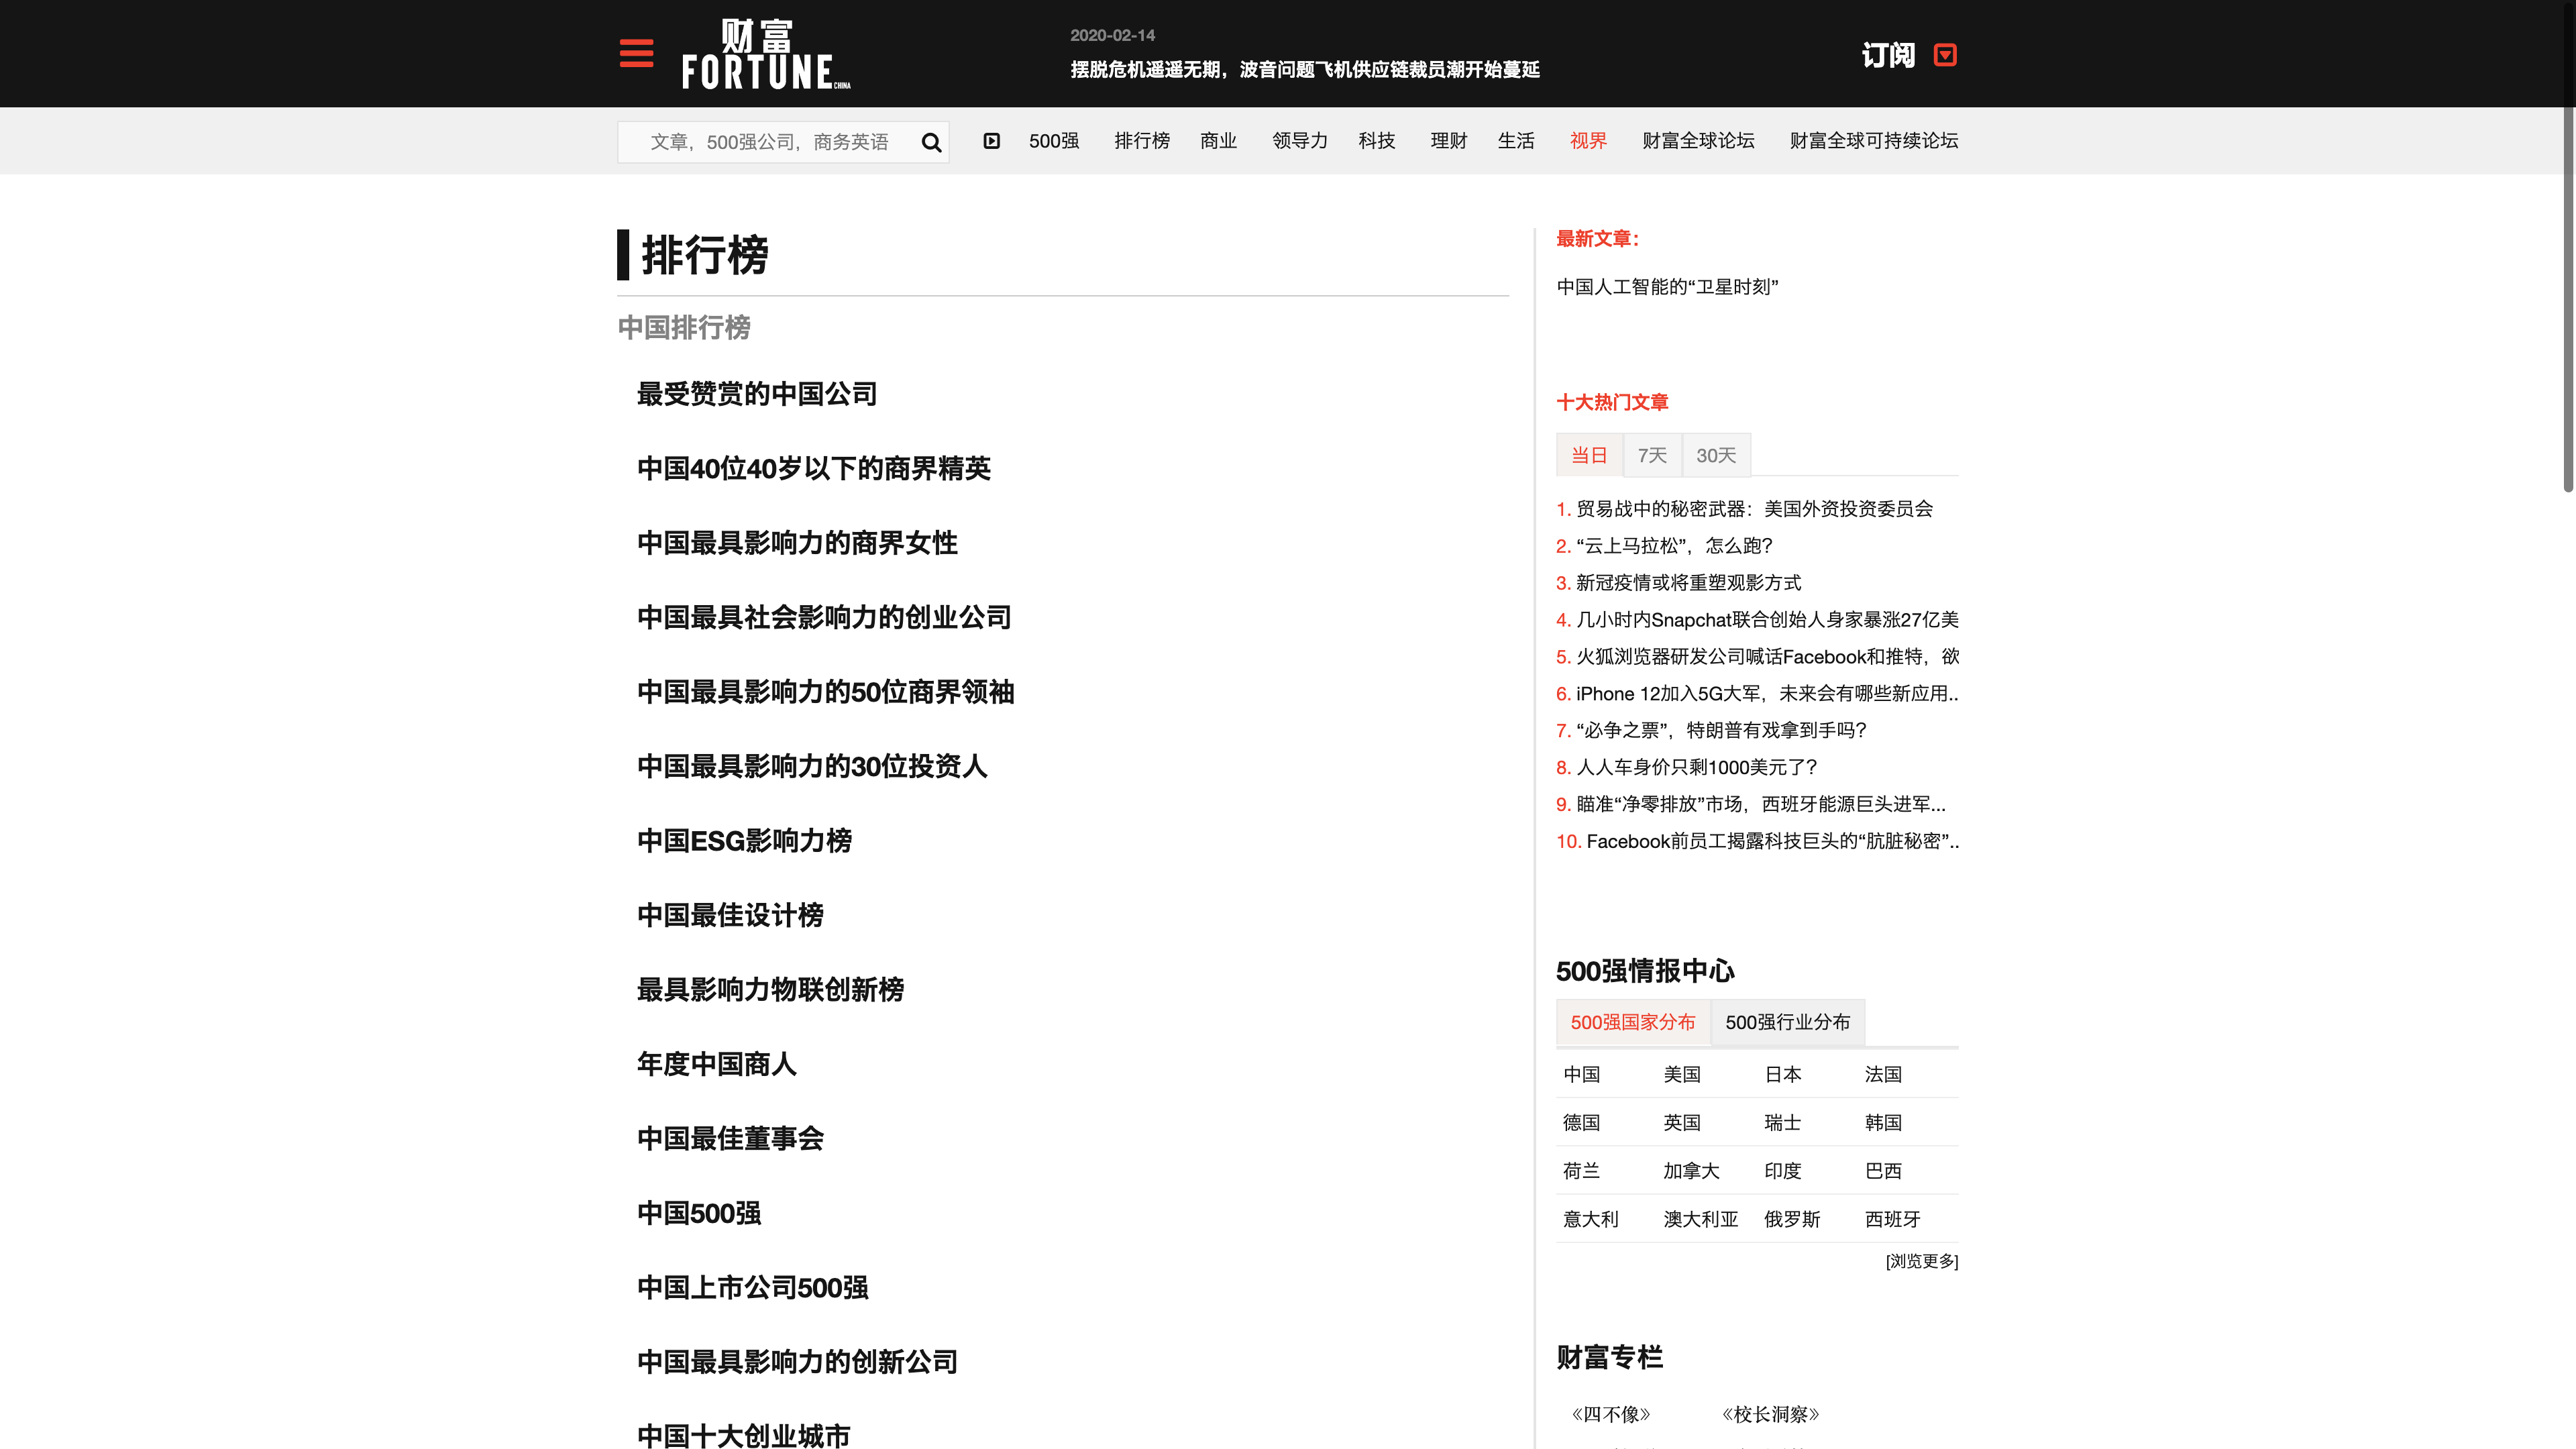 财富
FORTUNE CHINA
2020-02-14
摆脱危机遥遥无期，波音问题飞机供应链裁员潮开始蔓延
订阅
文章，500强公司，商务英语
500强
排行榜
商业
领导力
科技
理财
生活
视界
财富全球论坛
财富全球可持续论坛
排行榜
中国排行榜
最受赞赏的中国公司
中国40位40岁以下的商界精英
中国最具影响力的商界女性
中国最具社会影响力的创业公司
中国最具影响力的50位商界领袖
中国最具影响力的30位投资人
中国ESG影响力榜
中国最佳设计榜
最具影响力物联创新榜
年度中国商人
中国最佳董事会
中国500强
中国上市公司500强
中国最具影响力的创新公司
中国十大创业城市
最新文章：
中国人工智能的“卫星时刻”
十大热门文章
当日 7天 30天
1. 贸易战中的秘密武器：美国外资投资委员会
2. “云上马拉松”，怎么跑？
3. 新冠疫情或将重塑观影方式
4. 几小时内Snapchat联合创始人身家暴涨27亿美
5. 火狐浏览器研发公司喊话Facebook和推特，欲
6. iPhone 12加入5G大军，未来会有哪些新应用..
7. “必争之票”，特朗普有戏拿到手吗？
8. 人人车身价只剩1000美元了？
9. 瞄准“净零排放”市场，西班牙能源巨头进军...
10. Facebook前员工揭露科技巨头的“肮脏秘密”..
500强情报中心
500强国家分布 500强行业分布
中国 美国 日本 法国
德国 英国 瑞士 韩国
荷兰 加拿大 印度 巴西
意大利 澳大利亚 俄罗斯 西班牙
[浏览更多]
财富专栏
《四不像》 《校长洞察》